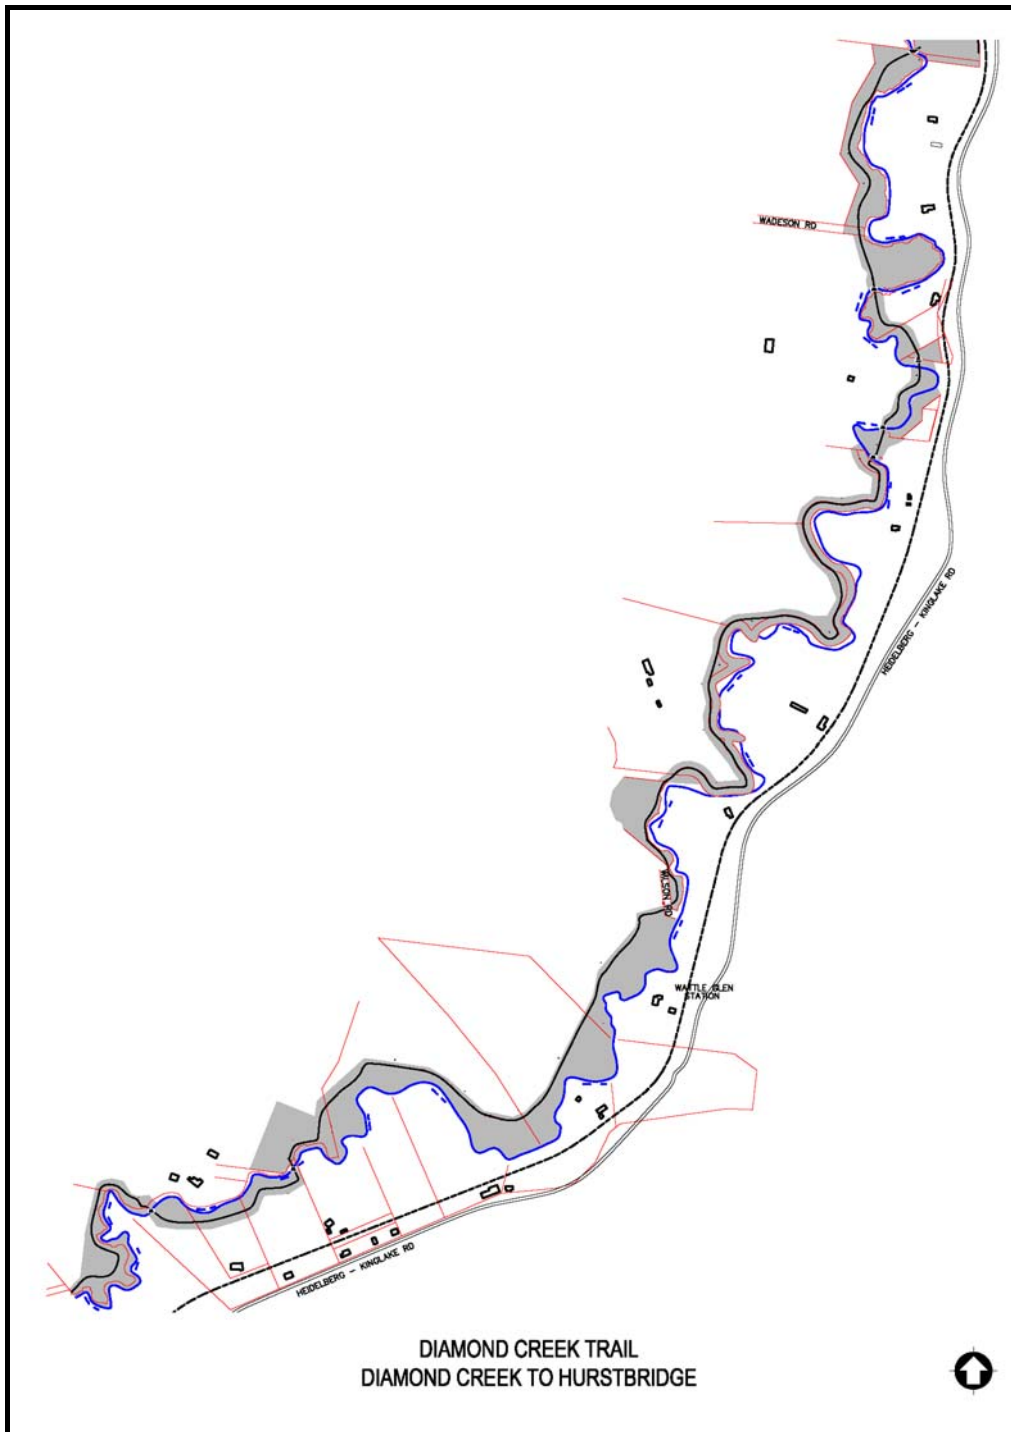 WADESON RD
HEIDELBERG - KINGLAKE RD
WILSON RD
WATTLE GLEN
STATION
HEIDELBERG - KINGLAKE RD
DIAMOND CREEK TRAIL
DIAMOND CREEK TO HURSTBRIDGE